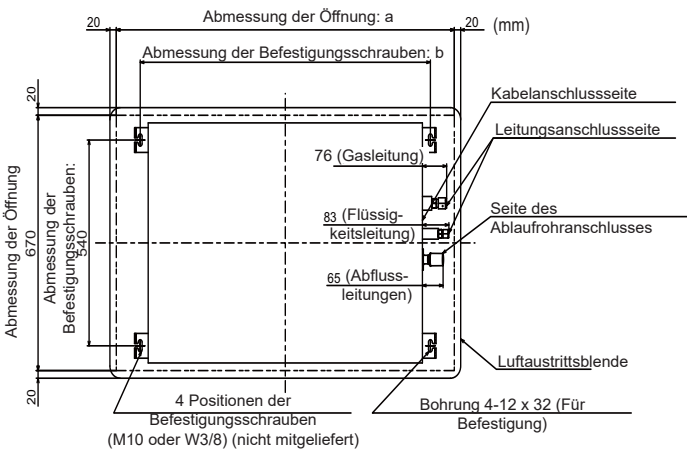 Abmessung der Öffnung: a
20
20
(mm)
Abmessung der Befestigungsschrauben: b
20
Kabelanschlussseite
Leitungsanschlussseite
76 (Gasleitung)
Seite des
Ablaufrohranschlusses
83 (Flüssig-
keitsleitung)
65 (Abfluss-
leitungen)
Abmessung der Öffnung
670
Abmessung der
Befestigungsschrauben:
540
20
Luftaustrittsblende
4 Positionen der
Befestigungsschrauben
(M10 oder W3/8) (nicht mitgeliefert)
Bohrung 4-12 x 32 (Für
Befestigung)